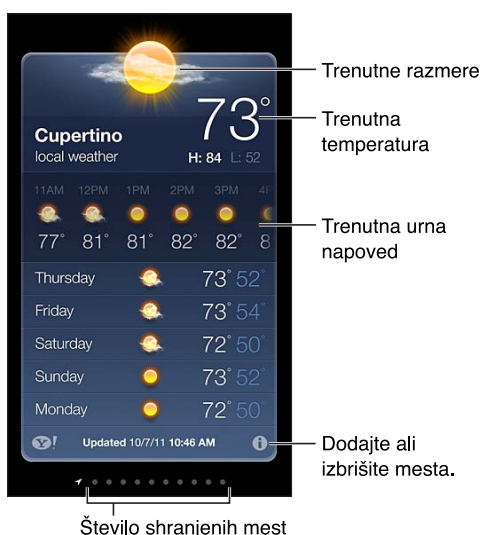 Trenutne razmere
73°
Trenutna
temperatura
Cupertino
local weather
H: 84 L: 52
11AM 12PM 1PM 2PM 3PM 4P
77° 81° 81° 82° 82° 8
Trenutna urna
napoved
Thursday 73° 52°
Friday 73° 54°
Saturday 72° 50°
Sunday 73° 52°
Monday 72° 50°
Y! Updated 10/7/11 10:46 AM i
Dodajte ali
izbrišite mesta.
Število shranjenih mest